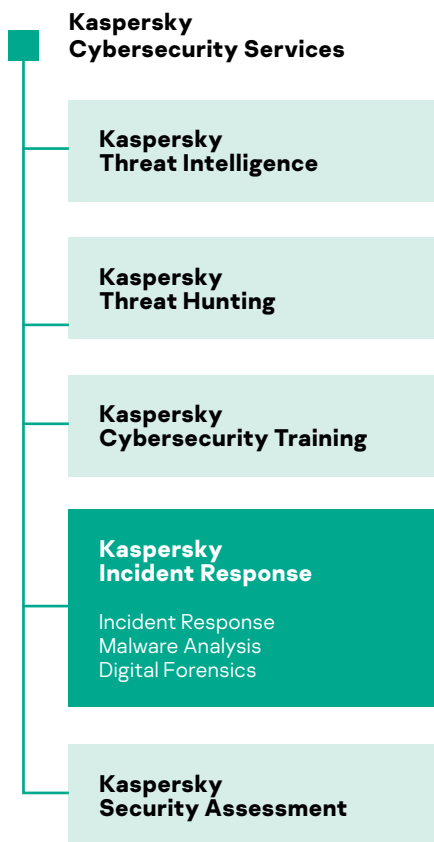 Kaspersky
Cybersecurity Services
Kaspersky
Threat Intelligence
Kaspersky
Threat Hunting
Kaspersky
Cybersecurity Training
Kaspersky
Incident Response
Incident Response
Malware Analysis
Digital Forensics
Kaspersky
Security Assessment